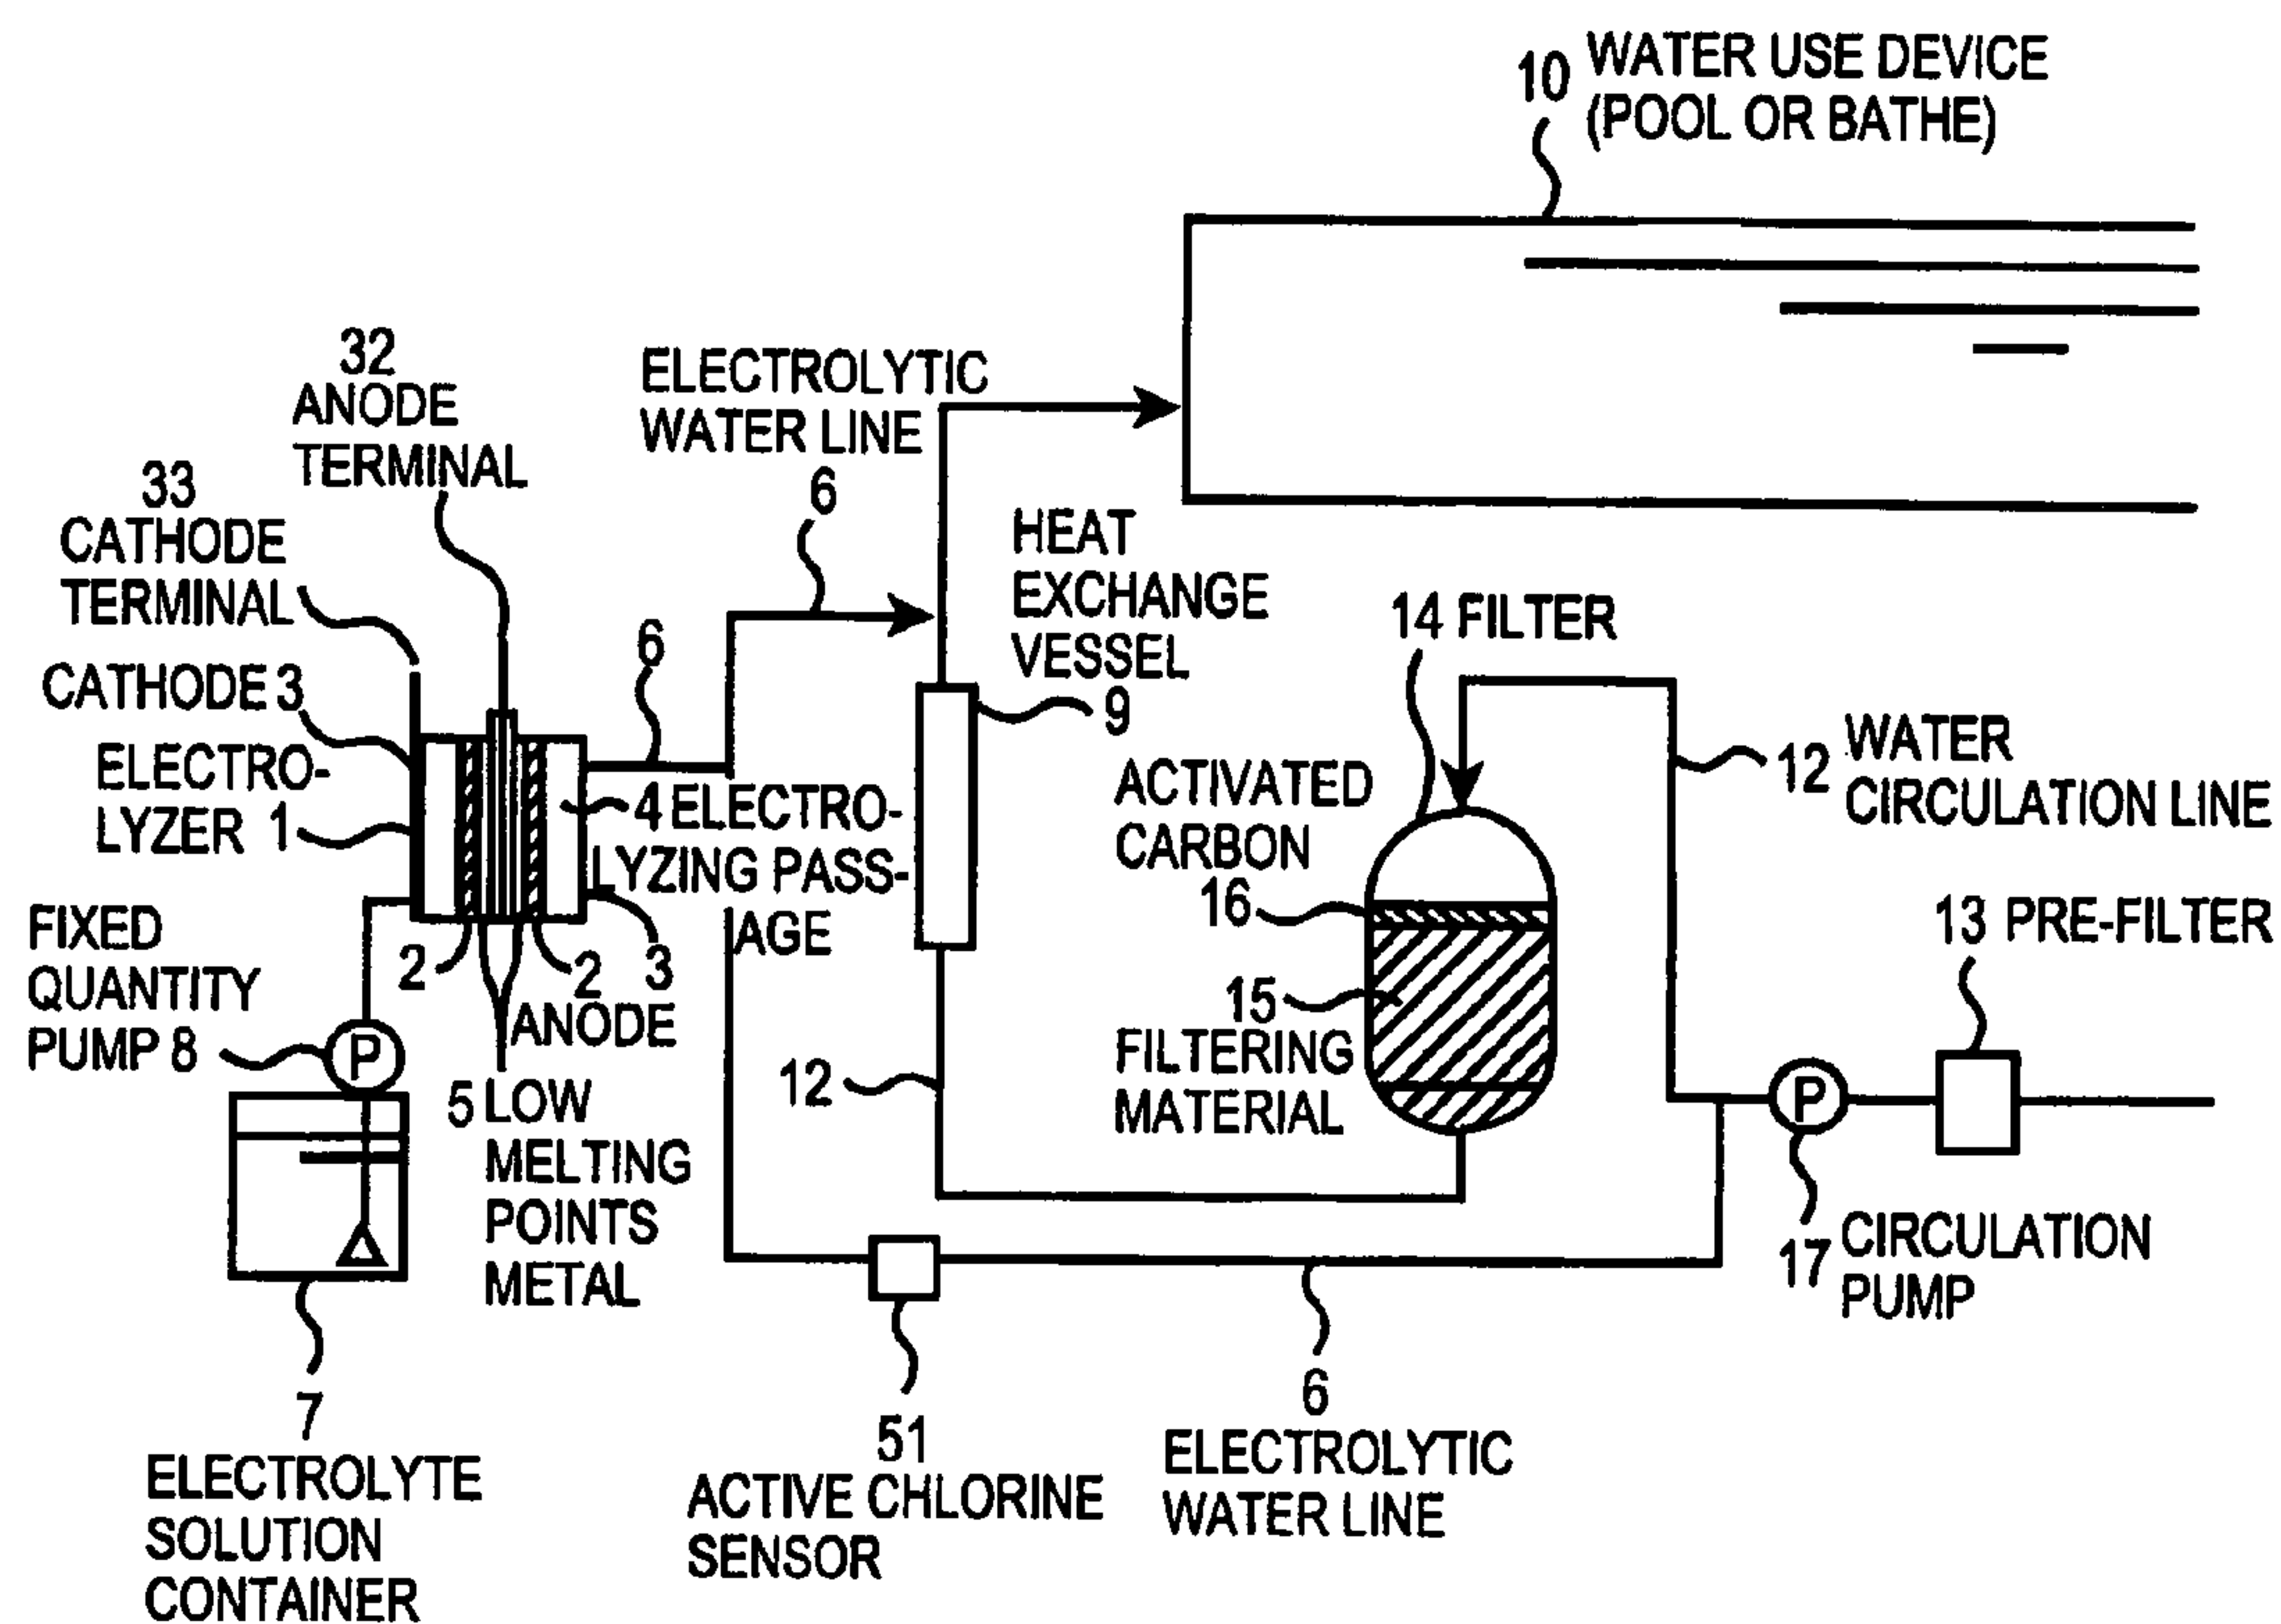 10 WATER USE DEVICE
(POOL OR BATHE)
32
ANODE
TERMINAL
33
CATHODE
TERMINAL
CATHODE 3
ELECTRO-
LYZER 1
FIXED
QUANTITY
PUMP 8
P
2
2
3
ANODE
5 LOW
MELTING
POINTS
METAL
7
ELECTROLYTE
SOLUTION
CONTAINER
ELECTROLYTIC
WATER LINE
6
6
4 ELECTRO-
LYZING PASS-
AGE
HEAT
EXCHANGE
VESSEL
9
14 FILTER
ACTIVATED
CARBON
16
15
FILTERING
MATERIAL
12
12 WATER
CIRCULATION LINE
13 PRE-FILTER
P
17 CIRCULATION
PUMP
51
ACTIVE CHLORINE
SENSOR
6
ELECTROLYTIC
WATER LINE